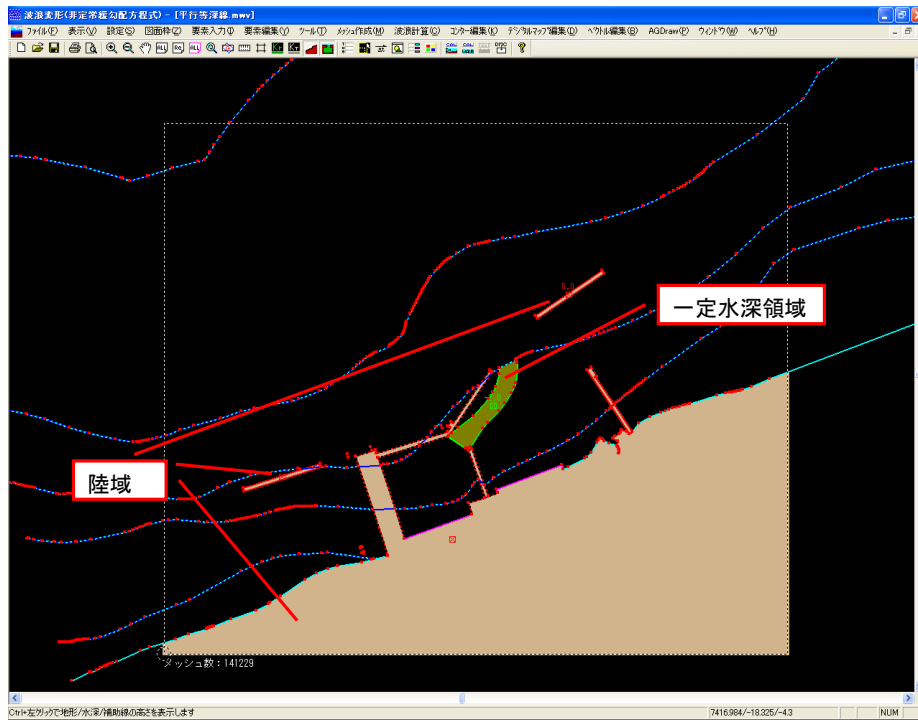 波浪変形(非定常緩勾配方程式) - [平行等深線.mwv]
ファイル(F) 表示(V) 設定(S) 図面枠(Z) 要素入力(I) 要素編集(Y) ツール(T) メッシュ作成(M) 波浪計算(C) コンター編集(K) デジタルマップ編集(D) ベクトル編集(B) AGDraw(P) ウィンドウ(W) ヘルプ(H)
5.0
一定水深領域
陸域
メッシュ数:141229
Ctrl+左クリックで地形/水深/補助線の高さを表示します
7416.984/-18.325/-4.3
NUM